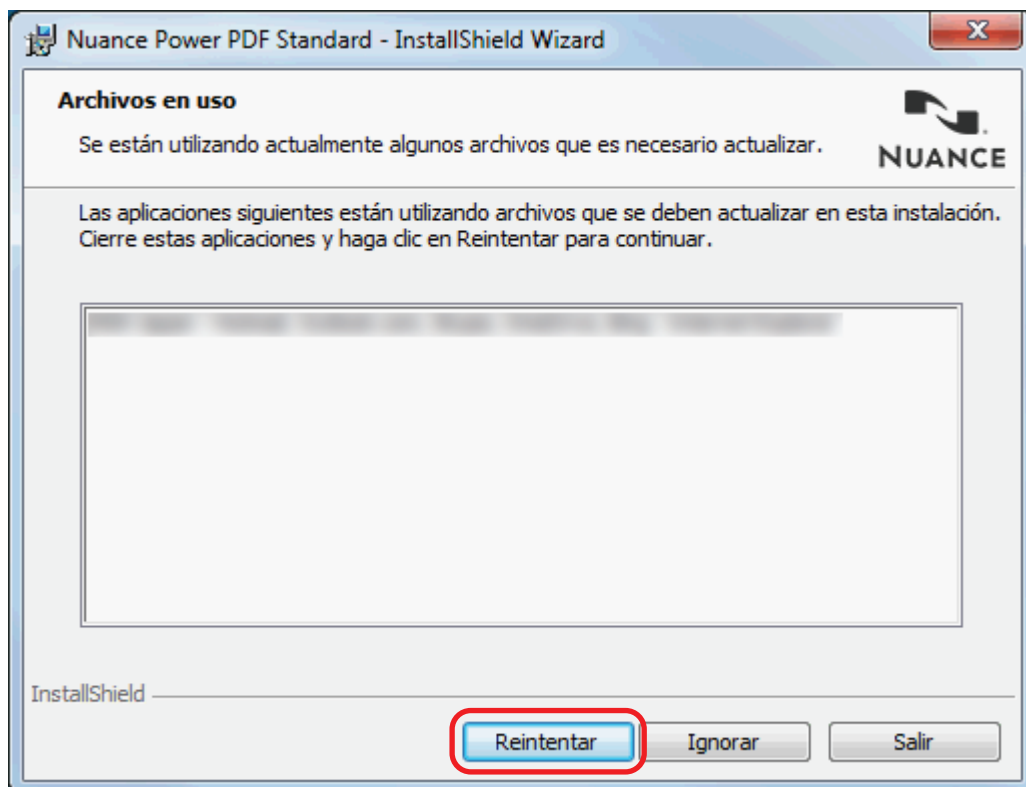 Nuance Power PDF Standard - InstallShield Wizard
Archivos en uso
Se están utilizando actualmente algunos archivos que es necesario actualizar.
NUANCE
Las aplicaciones siguientes están utilizando archivos que se deben actualizar en esta instalación.
Cierre estas aplicaciones y haga clic en Reintentar para continuar.
InstallShield
Reintentar
Ignorar
Salir